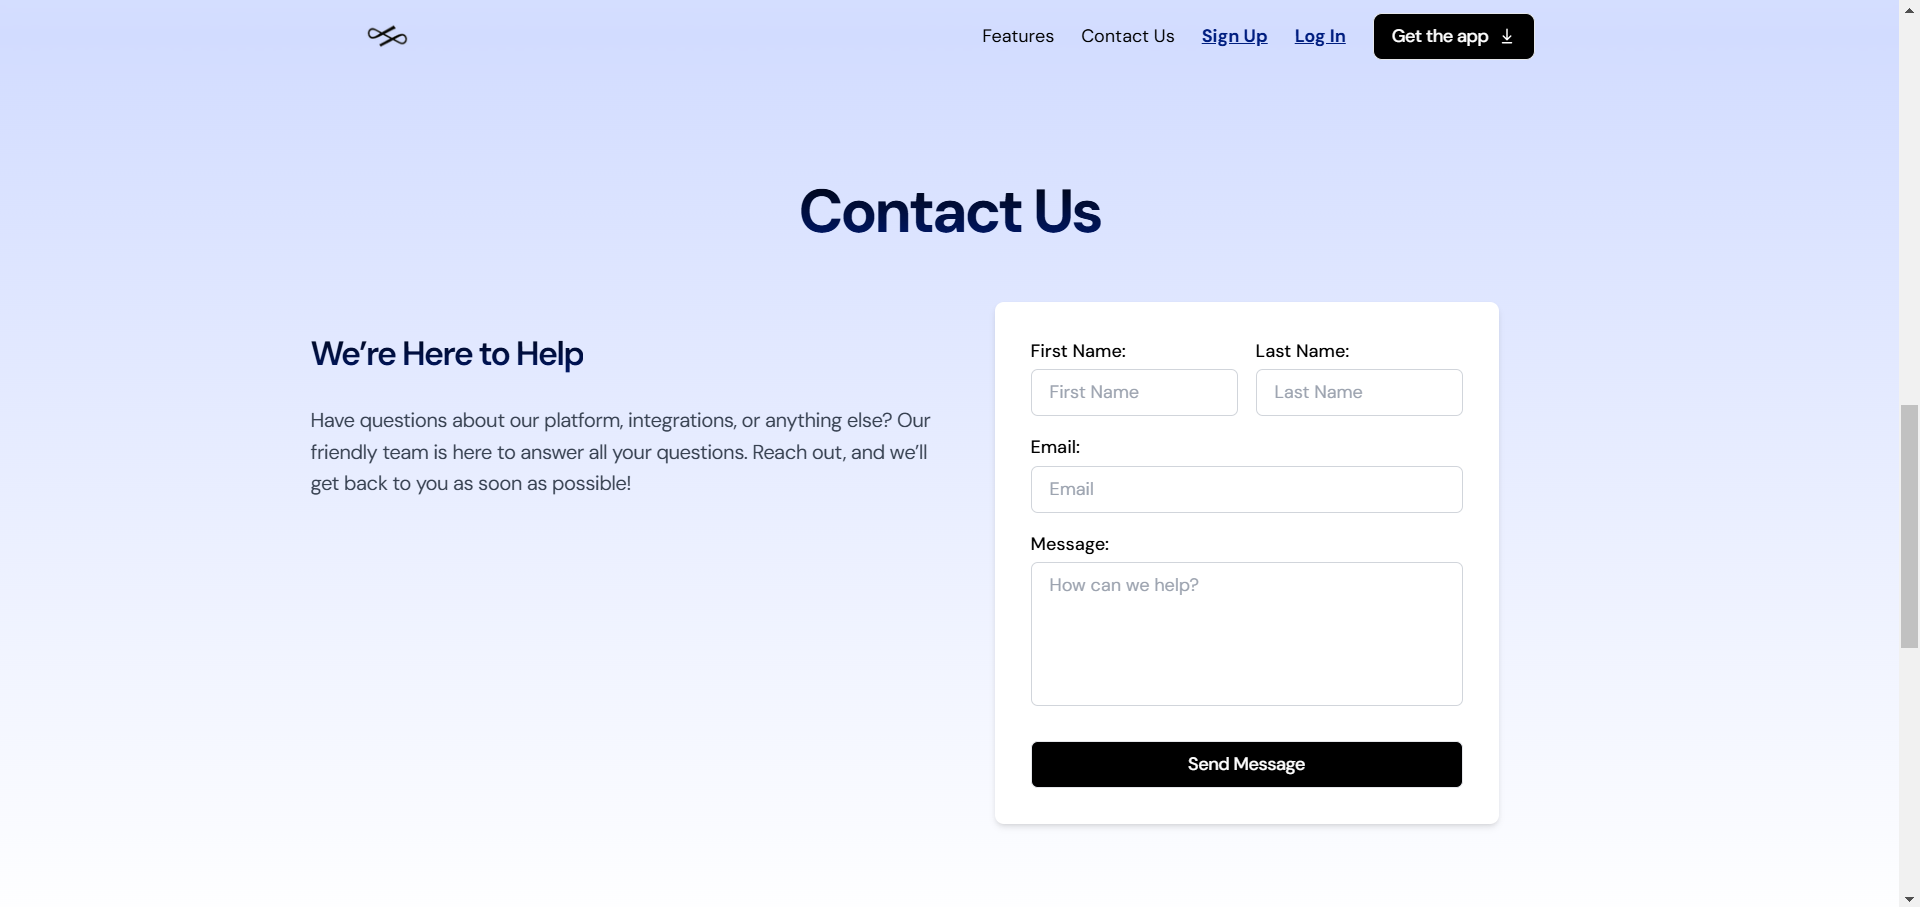 Features Contact Us Sign Up Log In Get the app
Contact Us
We’re Here to Help
Have questions about our platform, integrations, or anything else? Our
friendly team is here to answer all your questions. Reach out, and we’ll
get back to you as soon as possible!
First Name: Last Name:
First Name Last Name
Email:
Email
Message:
How can we help?
Send Message